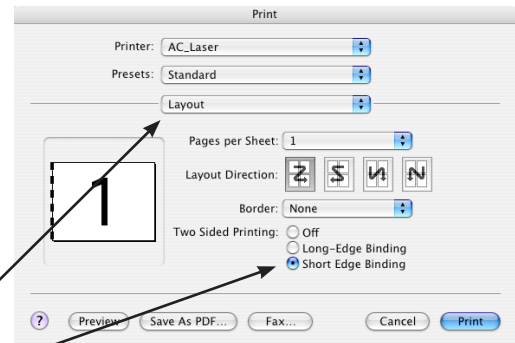 Print
Printer: AC_Laser
Presets: Standard
Layout
Pages per Sheet: 1
Layout Direction:
Border: None
Two Sided Printing: Off
Long-Edge Binding
Short Edge Binding
1
? Preview Save As PDF... Fax... Cancel Print